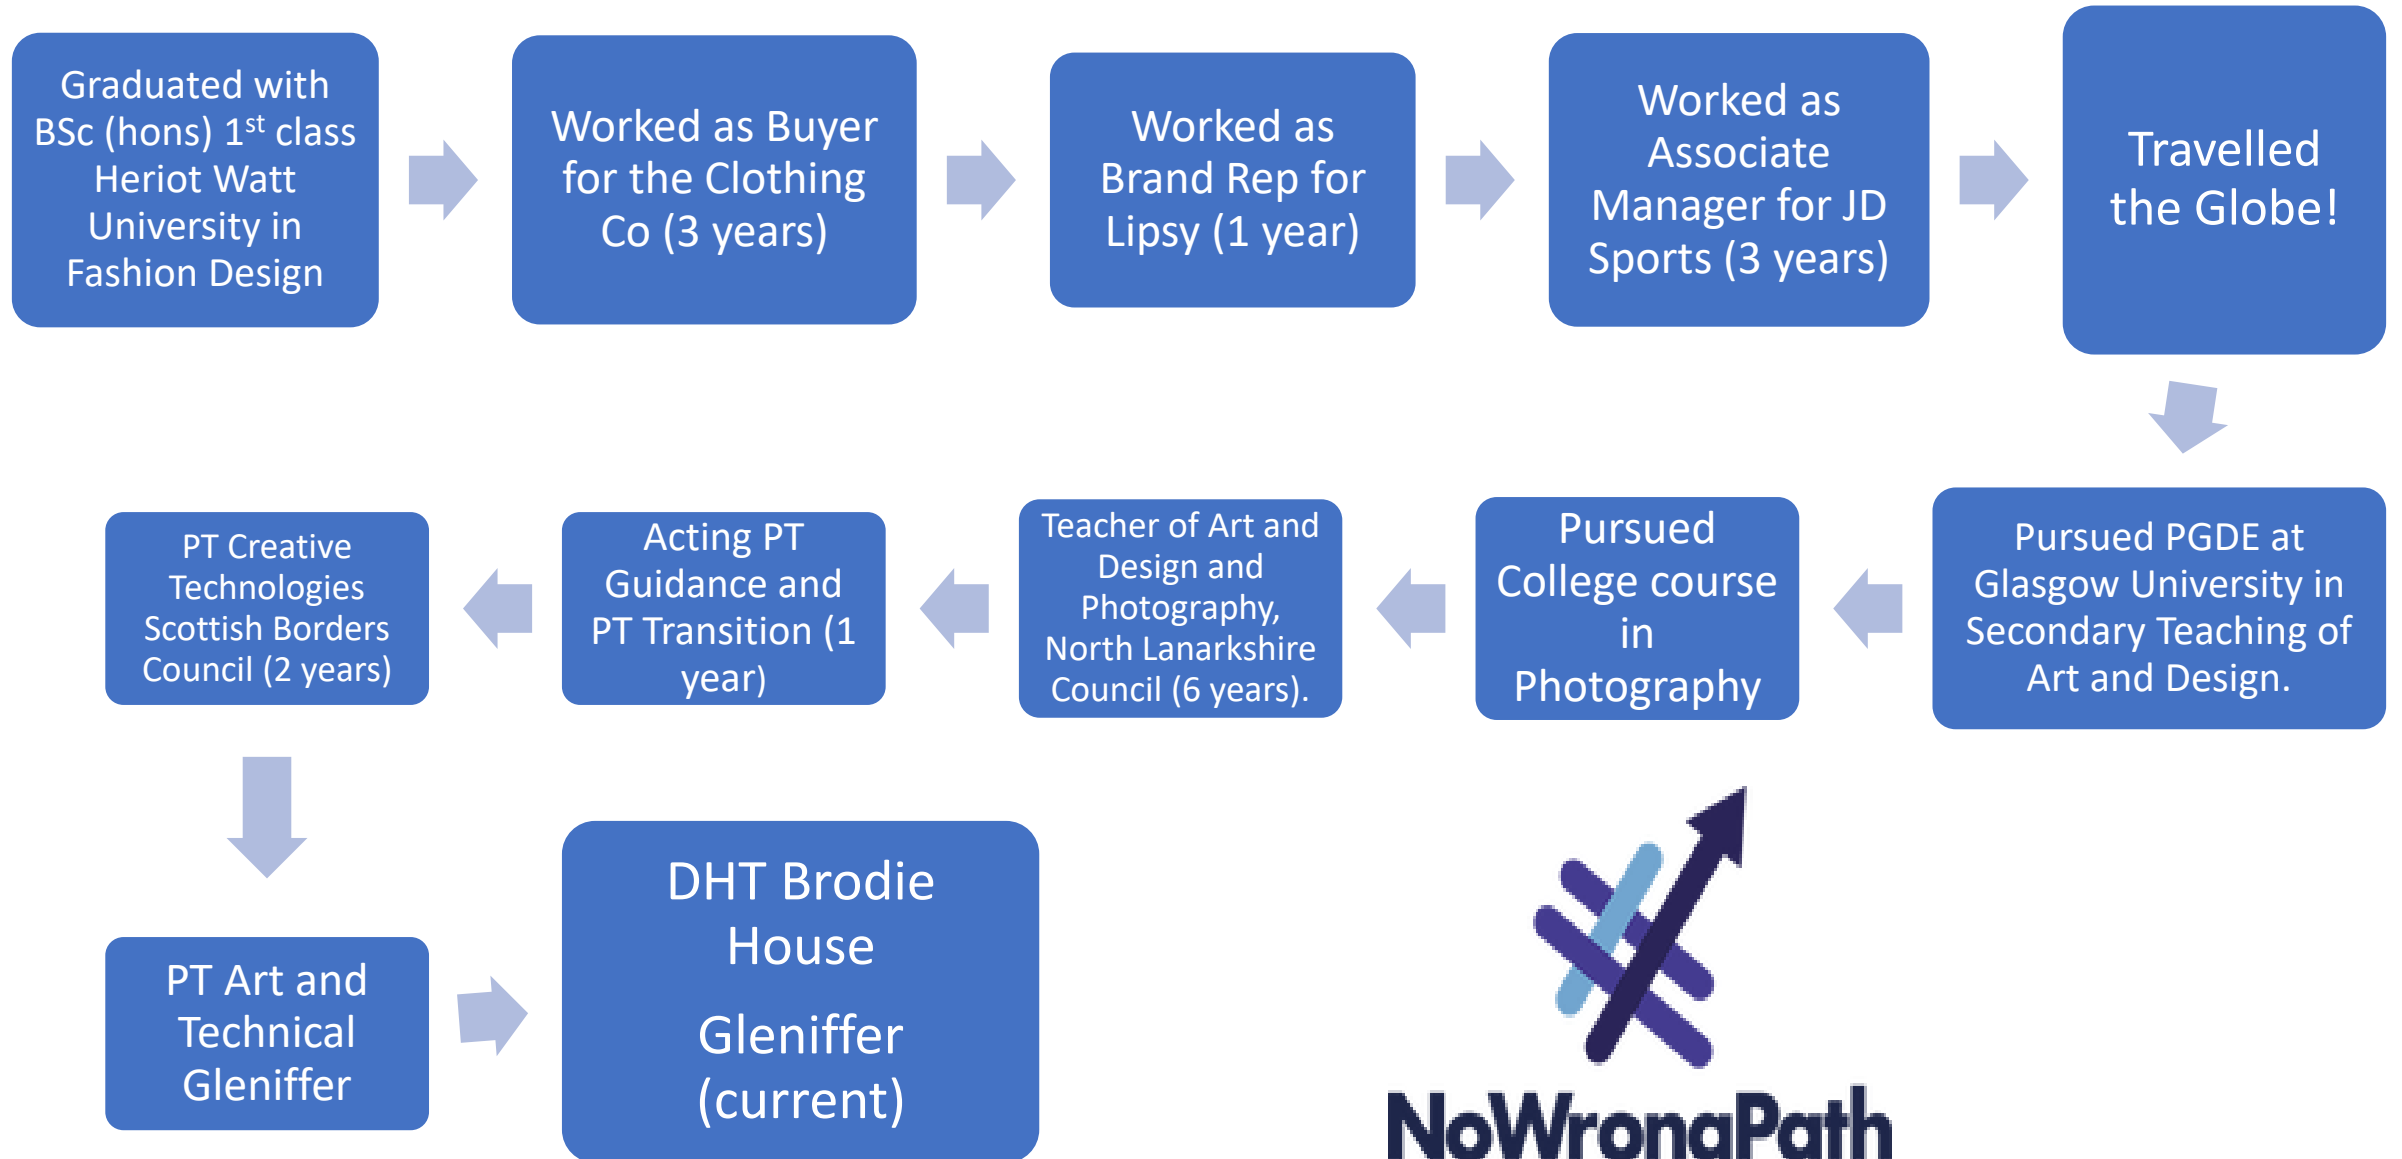 Graduated with
BSc (hons) 1st class
Heriot Watt
University in
Fashion Design
Worked as Buyer
for the Clothing
Co (3 years)
Worked as
Brand Rep for
Lipsy (1 year)
Worked as
Associate
Manager for JD
Sports (3 years)
Travelled
the Globe!
Pursued PGDE at
Glasgow University in
Secondary Teaching of
Art and Design.
Pursued
College course
in
Photography
Teacher of Art and
Design and
Photography,
North Lanarkshire
Council (6 years).
Acting PT
Guidance and
PT Transition (1
year)
PT Creative
Technologies
Scottish Borders
Council (2 years)
PT Art and
Technical
Gleniffer
DHT Brodie
House
Gleniffer
(current)
NoWrongPath